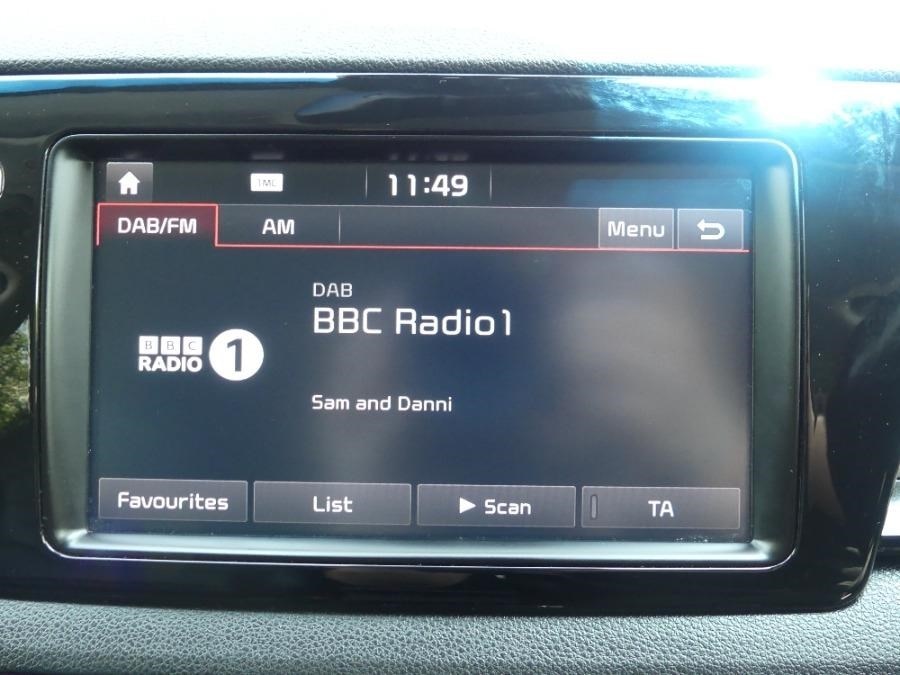 TMC
11:49
DAB/FM AM Menu
DAB
BBC Radio1
BBC
RADIO 1
Sam and Danni
Favourites List Scan TA